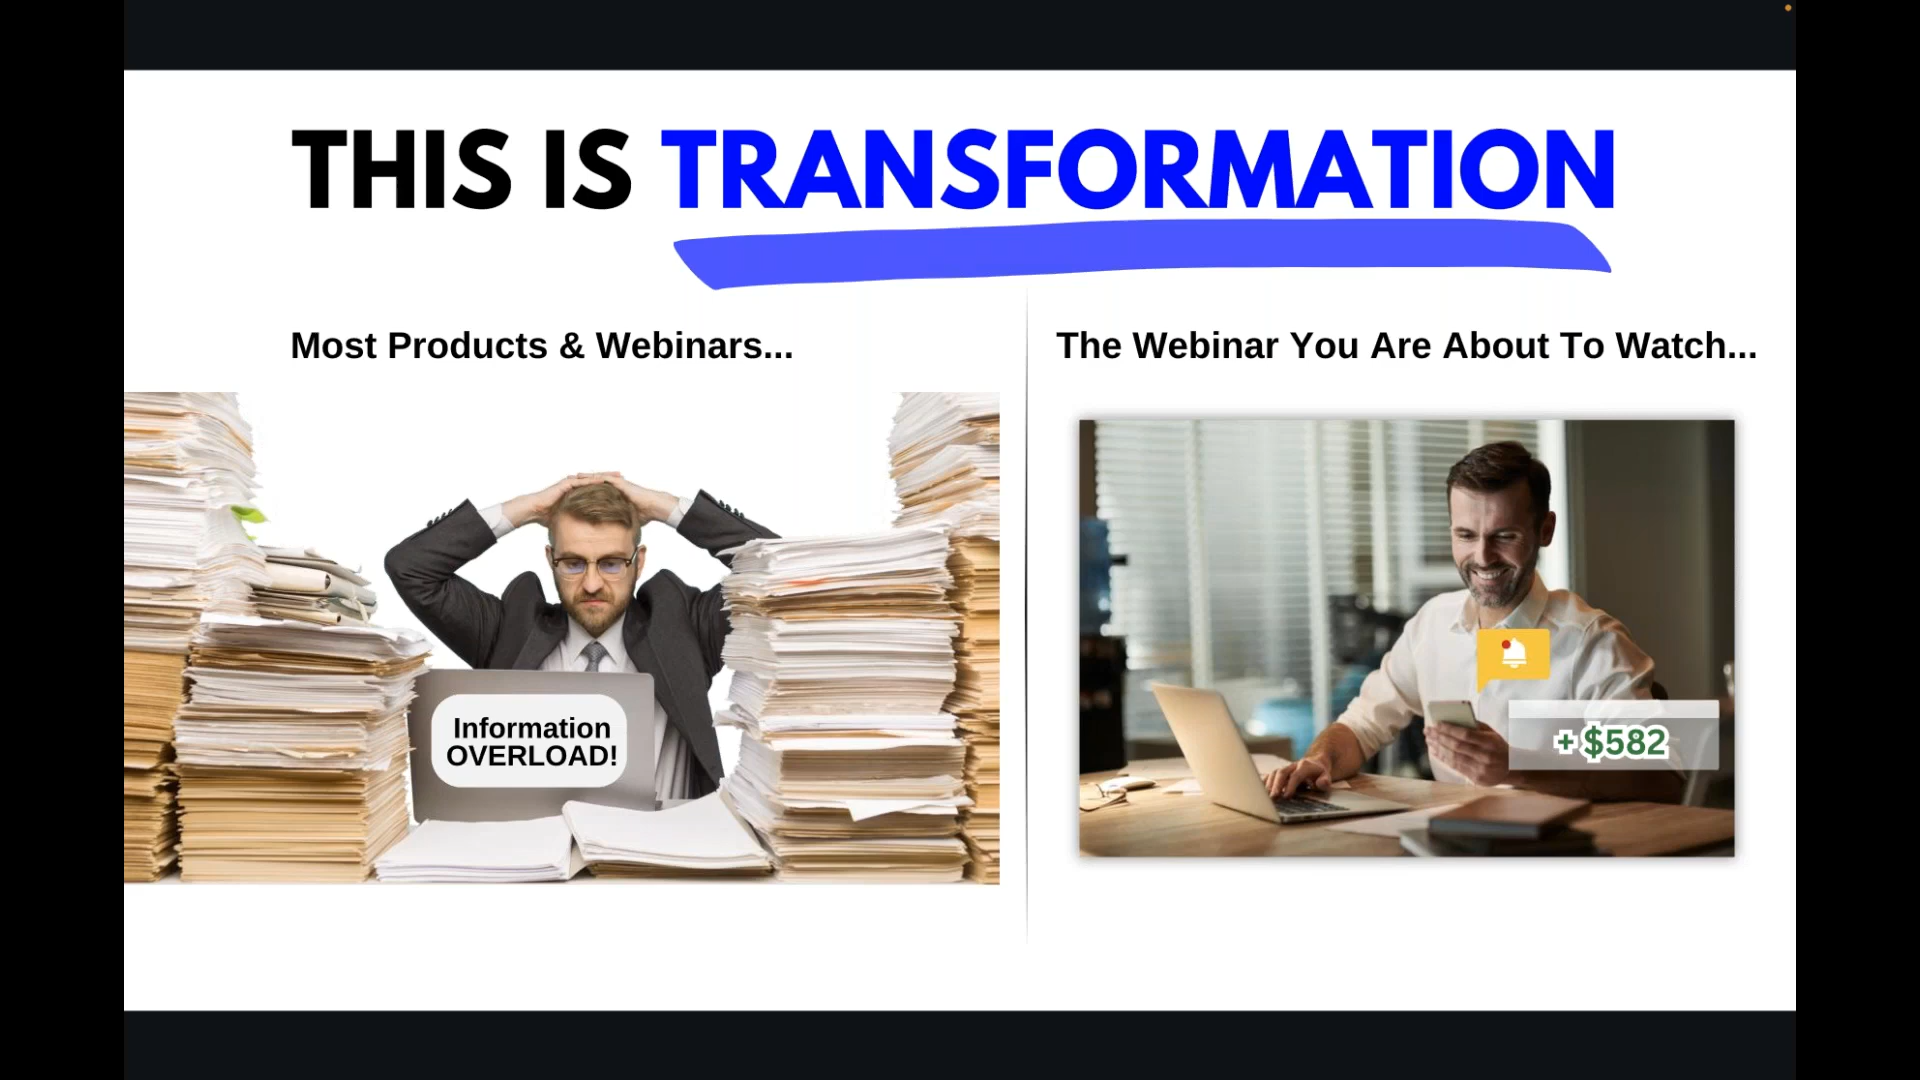 THIS IS TRANSFORMATION
Most Products & Webinars...
The Webinar You Are About To Watch...
Information
OVERLOAD!
+$582